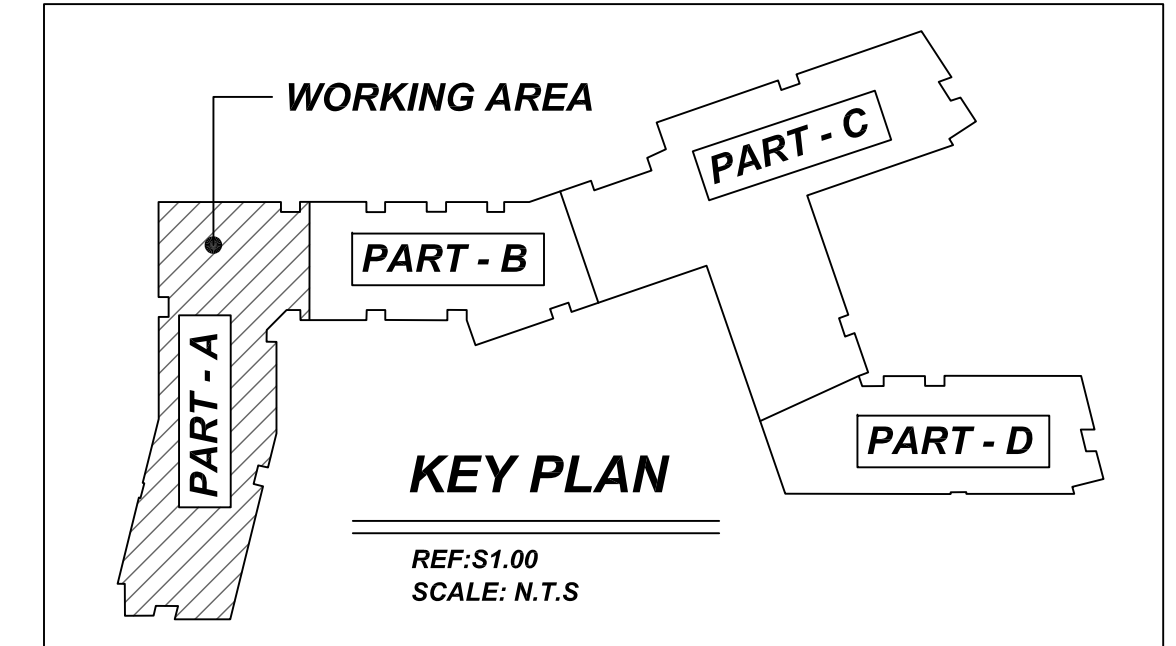 WORKING AREA
PART - C
PART - B
PART - A
PART - D
KEY PLAN
REF:S1.00
SCALE: N.T.S